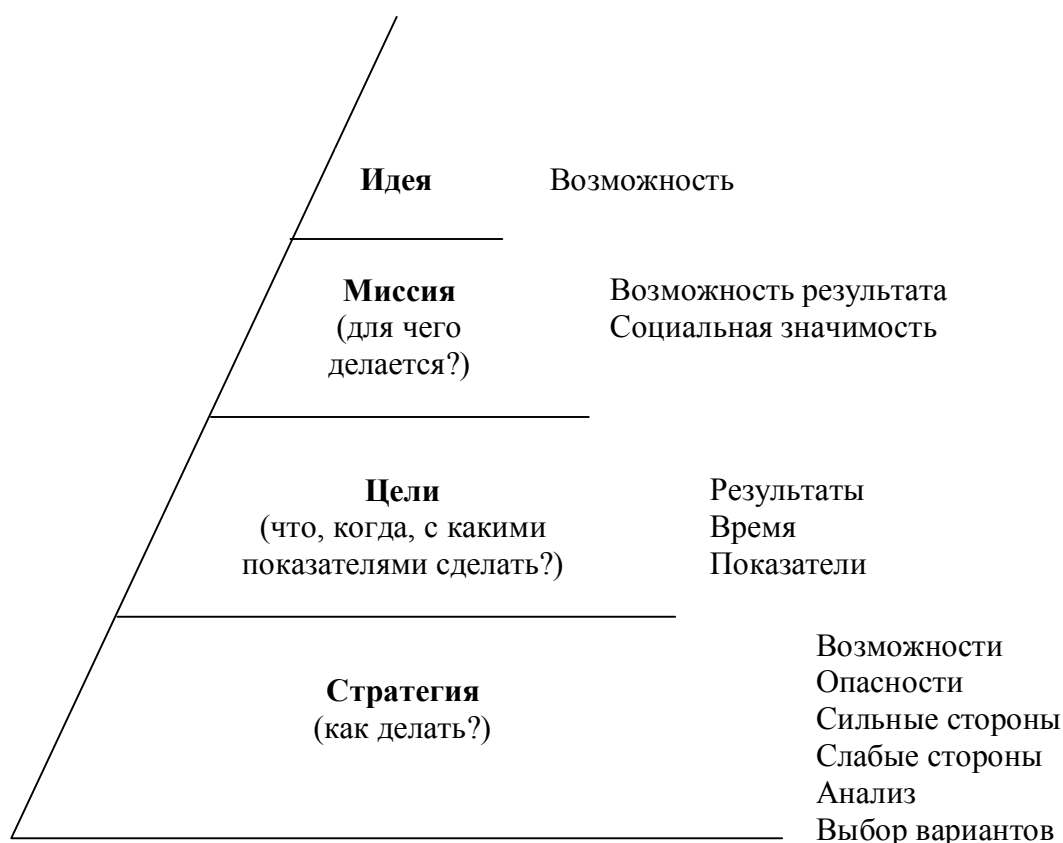 Идея
Возможность
Миссия
(для чего
делается?)
Возможность результата
Социальная значимость
Цели
(что, когда, с какими
показателями сделать?)
Результаты
Время
Показатели
Стратегия
(как делать?)
Возможности
Опасности
Сильные стороны
Слабые стороны
Анализ
Выбор вариантов